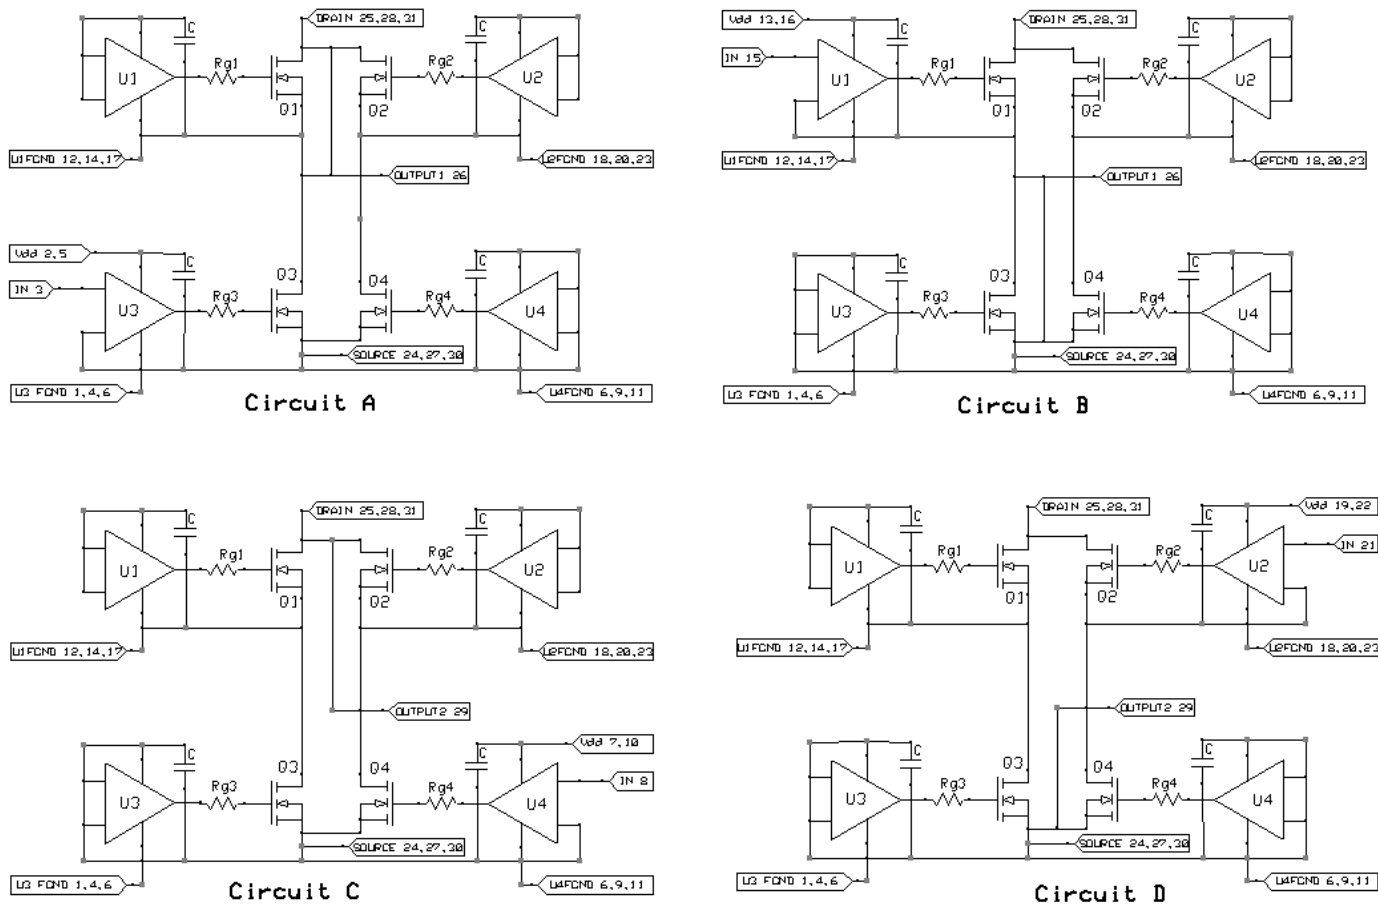 DRAIN 25,28,31
C
C
U1
Rg1
Rg2
U2
Q1
Q2
U1FGND 12,14,17
U2FGND 18,20,23
OUTPUT1 26
Vdd 2,5
C
C
IN 3
Q3
Q4
U3
Rg3
Rg4
U4
SOURCE 24,27,30
U3 FGND 1,4,6
U4FGND 6,9,11
Circuit A
Vdd 13,16
DRAIN 25,28,31
C
C
IN 15
U1
Rg1
Rg2
U2
Q1
Q2
U1FGND 12,14,17
U2FGND 18,20,23
OUTPUT1 26
C
C
Q3
Q4
U3
Rg3
Rg4
U4
SOURCE 24,27,30
U3 FGND 1,4,6
U4FGND 6,9,11
Circuit B
DRAIN 25,28,31
C
C
U1
Rg1
Rg2
U2
Q1
Q2
U1FGND 12,14,17
U2FGND 18,20,23
OUTPUT2 29
Vdd 7,10
C
C
IN 8
Q3
Q4
U3
Rg3
Rg4
U4
SOURCE 24,27,30
U3 FGND 1,4,6
U4FGND 6,9,11
Circuit C
DRAIN 25,28,31
Vdd 19,22
C
C
IN 21
U1
Rg1
Rg2
U2
Q1
Q2
U1FGND 12,14,17
U2FGND 18,20,23
OUTPUT2 29
C
C
Q3
Q4
U3
Rg3
Rg4
U4
SOURCE 24,27,30
U3 FGND 1,4,6
U4FGND 6,9,11
Circuit D